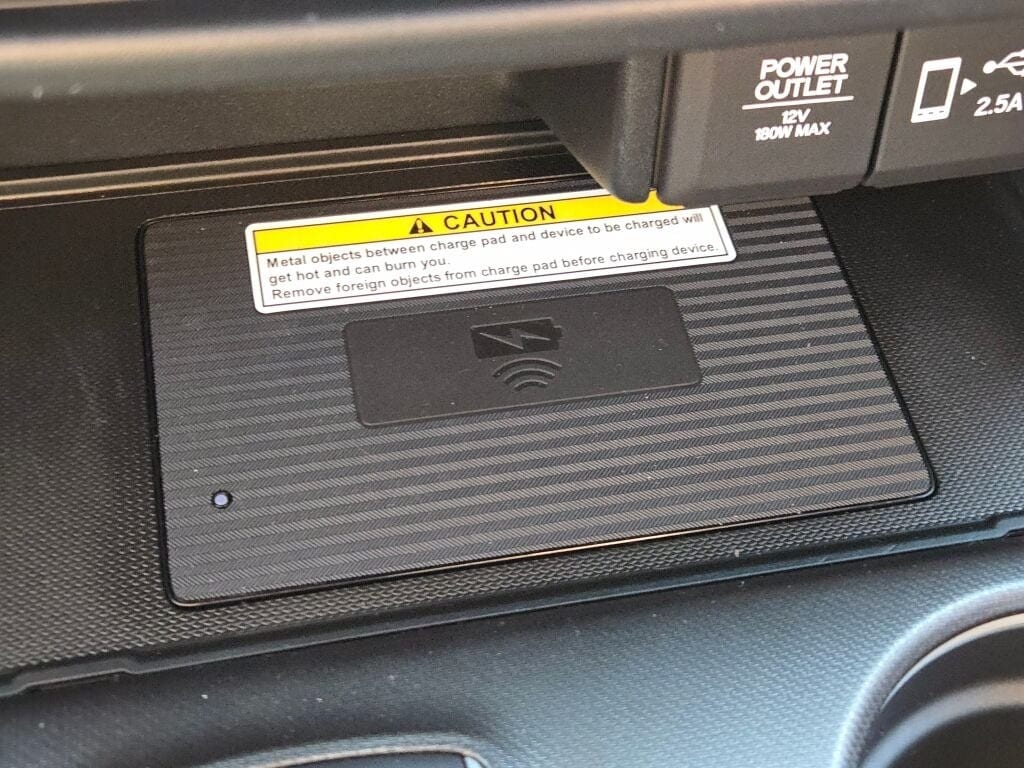 POWER
OUTLET
12V
180W MAX
2.5A
CAUTION
Metal objects between charge pad and device to be charged will
get hot and can burn you.
Remove foreign objects from charge pad before charging device.